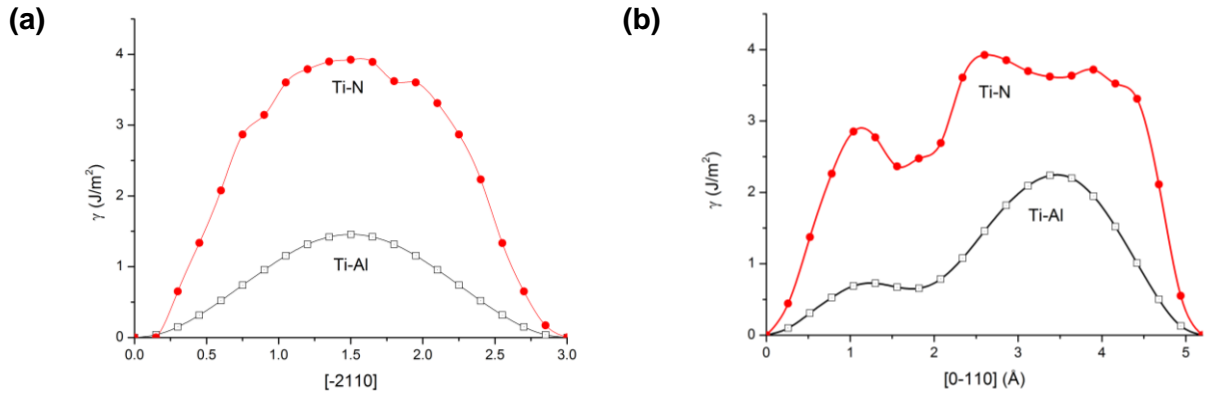 (a)
γ (J/m²)
4
3
2
1
0
Ti-N
Ti-Al
0.0 0.5 1.0 1.5 2.0 2.5 3.0
[-2110]
(b)
γ (J/m²)
4
3
2
1
0
Ti-N
Ti-Al
0 1 2 3 4 5
[0-110] (Å)